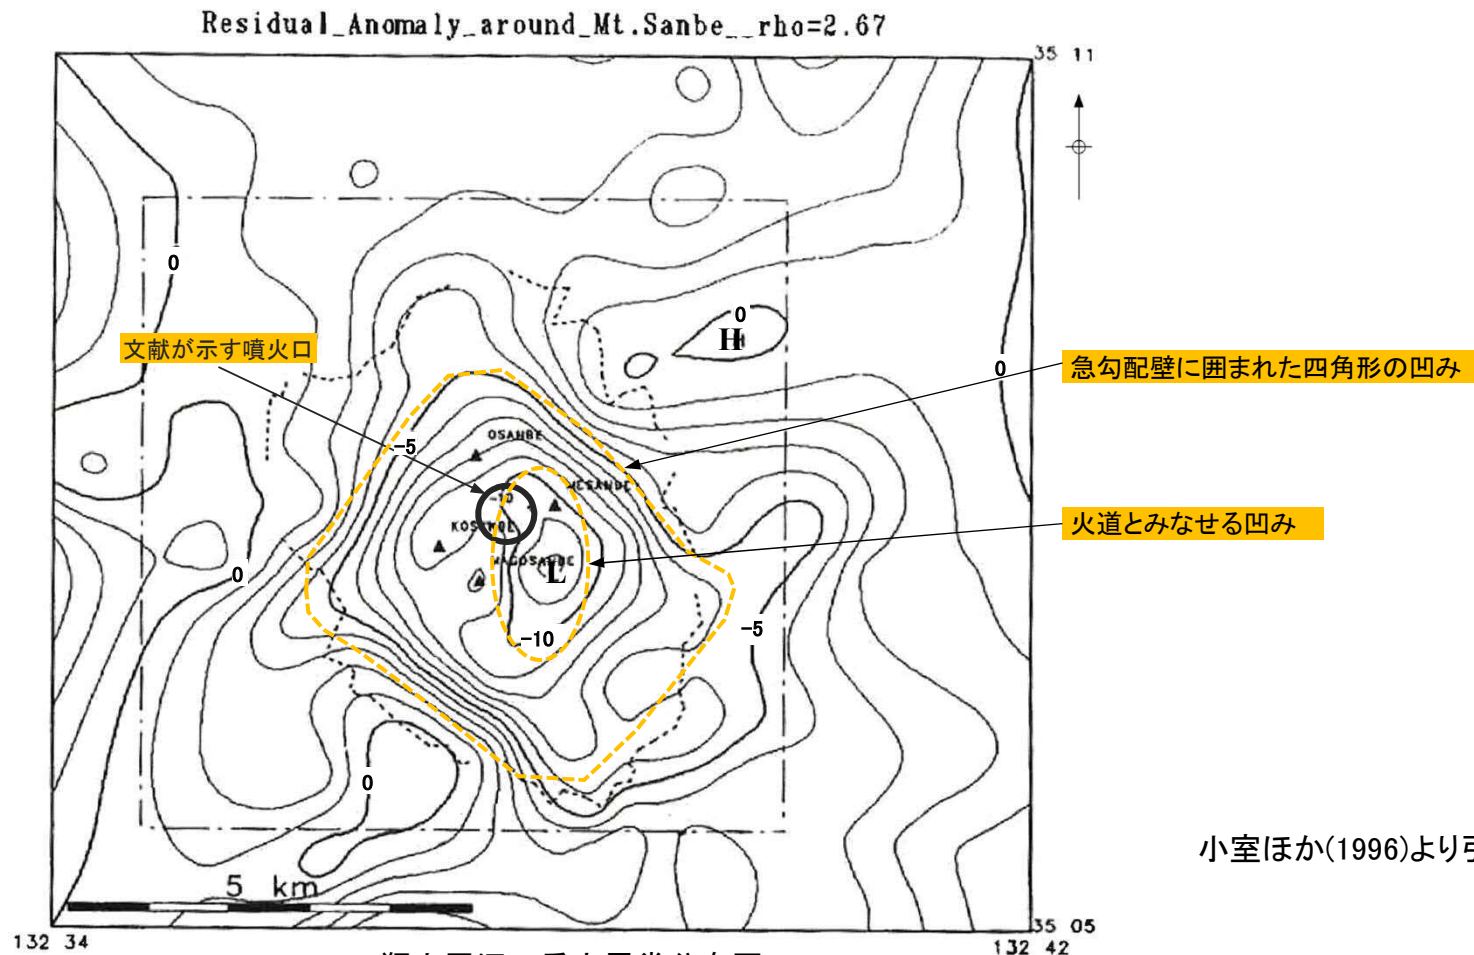 Residual_Anomaly_around_Mt.Sanbe__rho=2.67
35 11
0
0
H
文献が示す噴火口
急勾配壁に囲まれた四角形の凹み
0
OSANBE
-5
-10
火道とみなせる凹み
L
0
-10
-5
0
小室ほか(1996)より
5 km
35 05
132 34
132 42